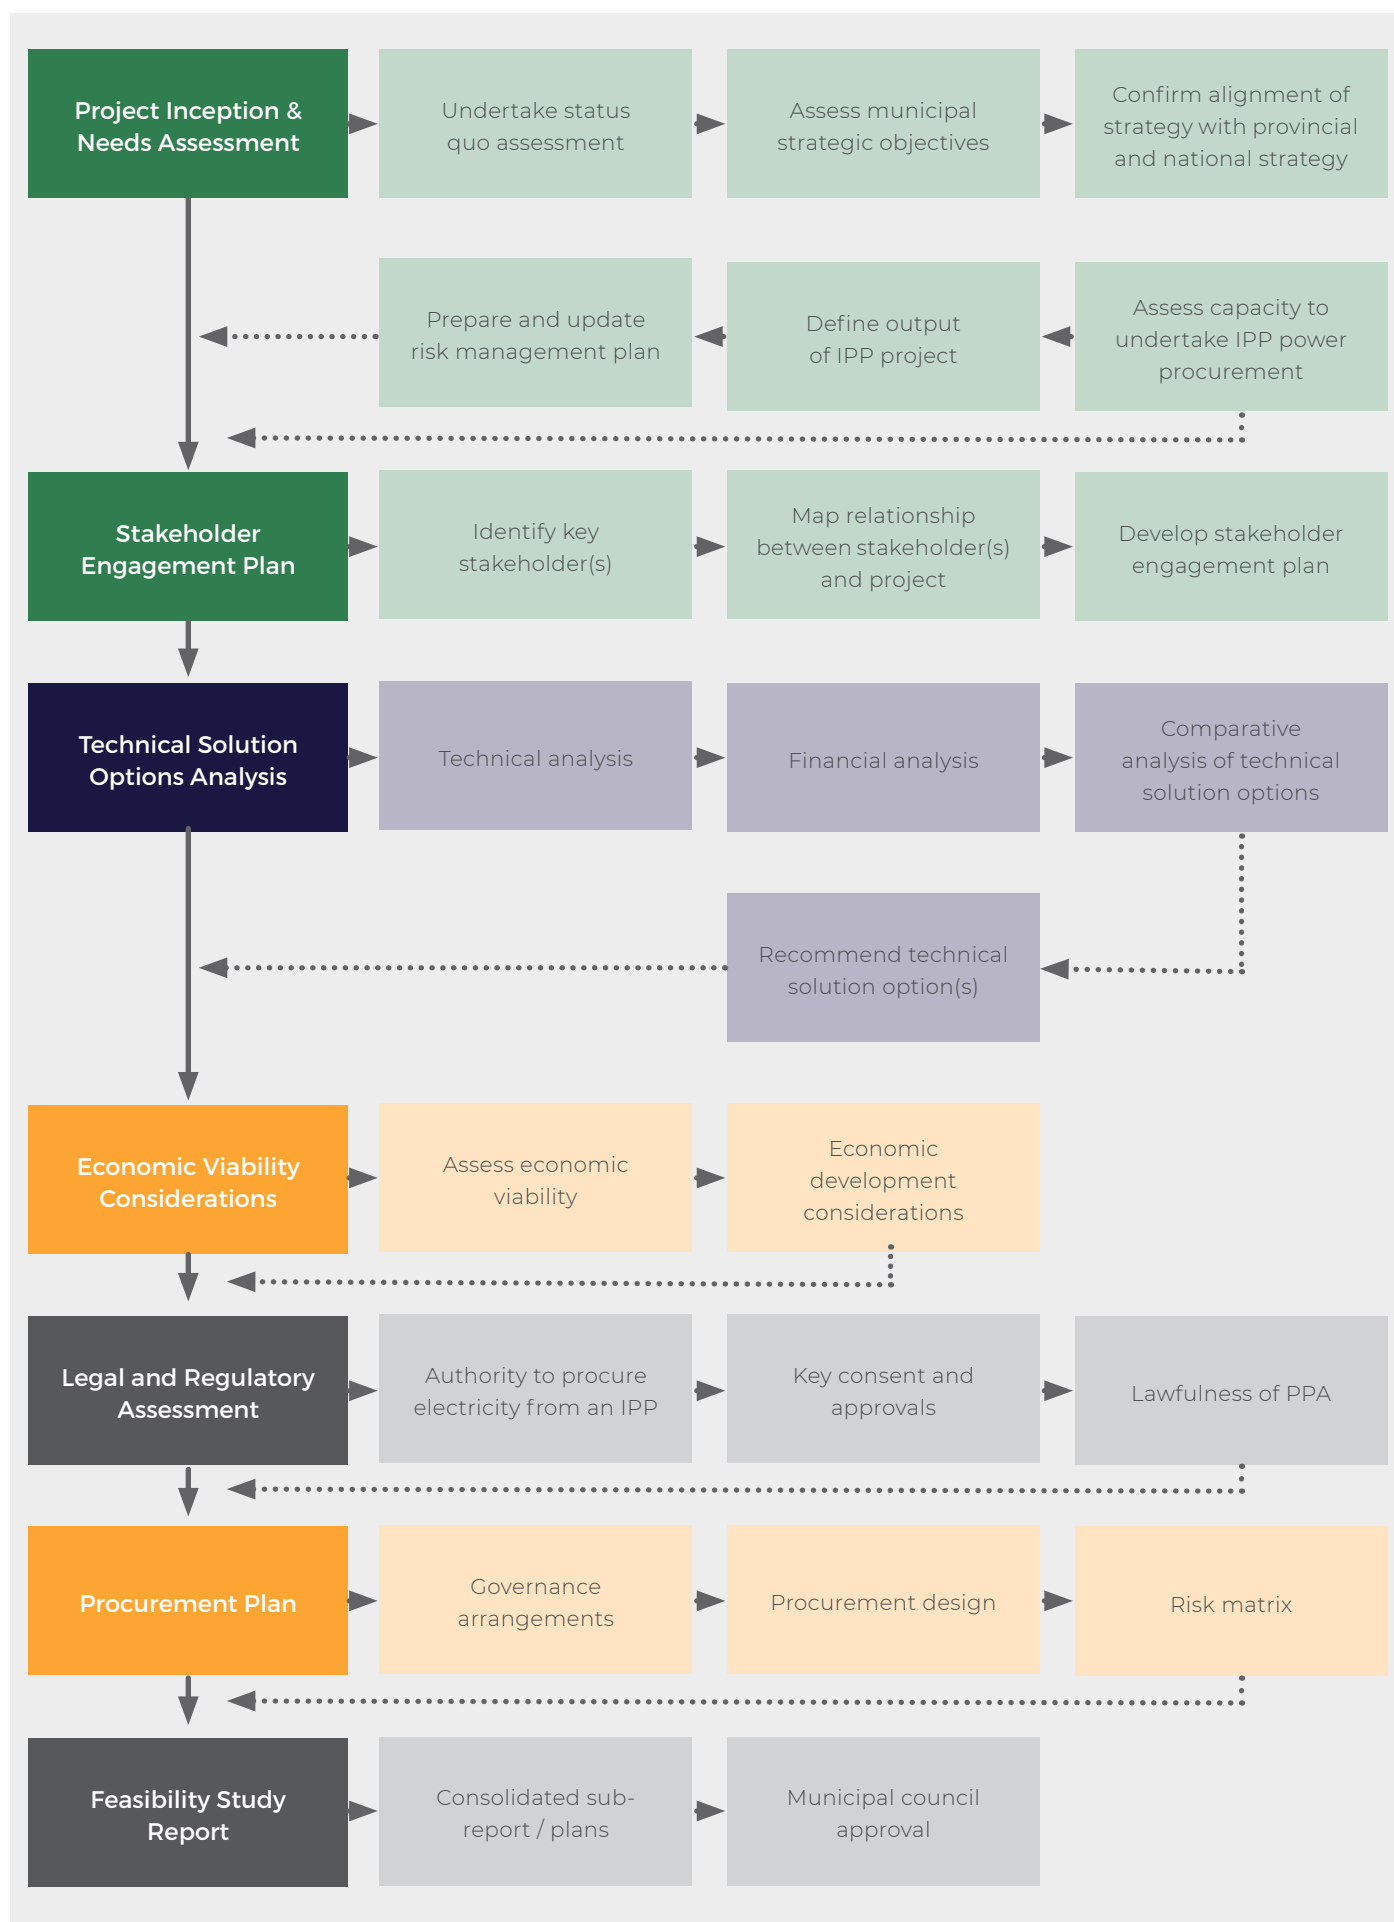 Project Inception &
Needs Assessment
Undertake status
quo assessment
Assess municipal
strategic objectives
Confirm alignment of
strategy with provincial
and national strategy
Prepare and update
risk management plan
Define output
of IPP project
Assess capacity to
undertake IPP power
procurement
Stakeholder
Engagement Plan
Identify key
stakeholder(s)
Map relationship
between stakeholder(s)
and project
Develop stakeholder
engagement plan
Technical Solution
Options Analysis
Technical analysis
Financial analysis
Comparative
analysis of technical
solution options
Recommend technical
solution option(s)
Economic Viability
Considerations
Assess economic
viability
Economic
development
considerations
Legal and Regulatory
Assessment
Authority to procure
electricity from an IPP
Key consent and
approvals
Lawfulness of PPA
Procurement Plan
Governance
arrangements
Procurement design
Risk matrix
Feasibility Study
Report
Consolidated sub-
report / plans
Municipal council
approval